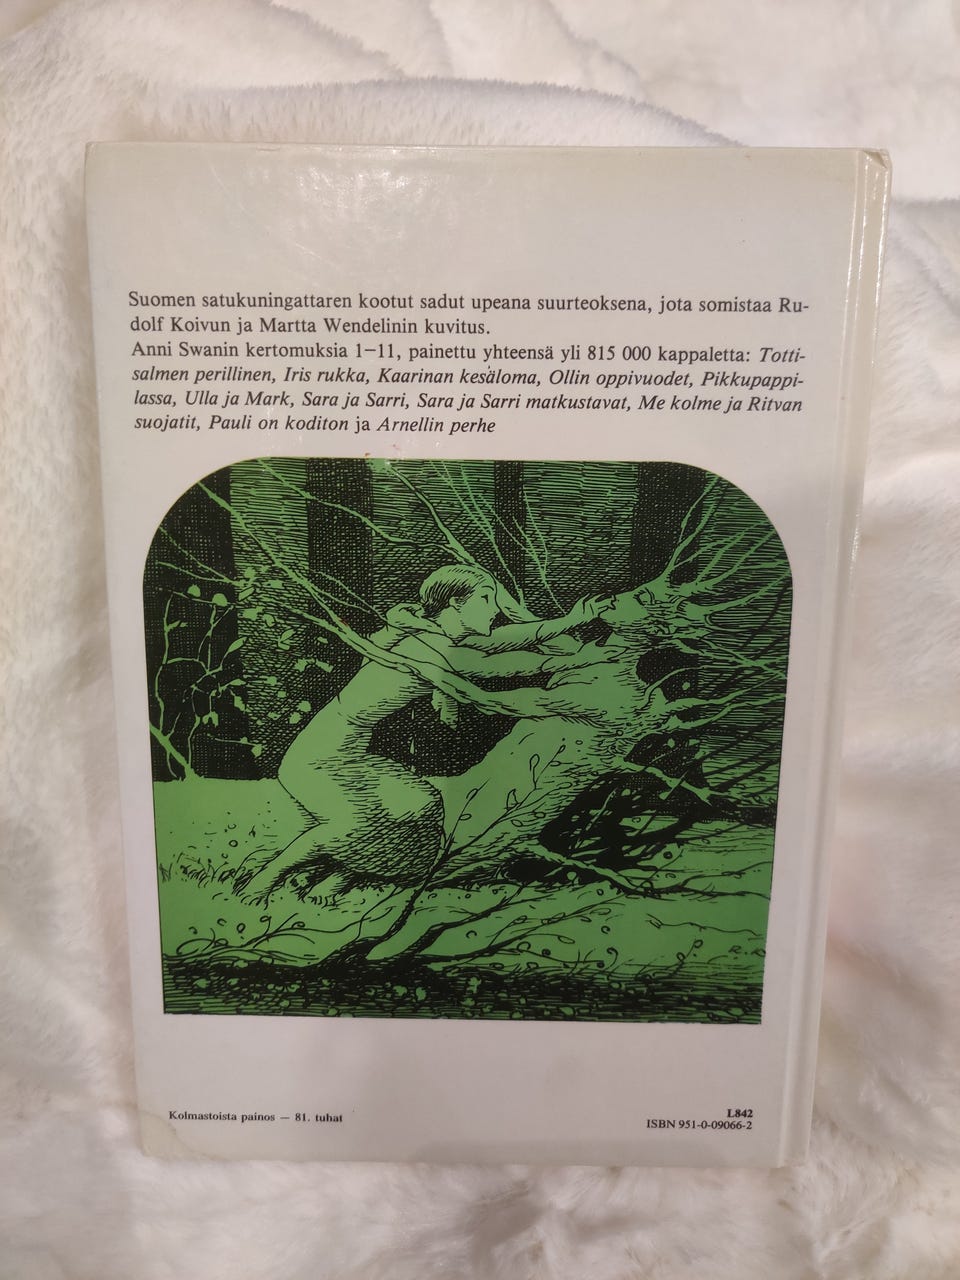 Suomen satukuningattaren kootut sadut upeana suurteoksena, jota somistaa Ru-
dolf Koivun ja Martta Wendelinin kuvitus.
Anni Swanin kertomuksia 1–11, painettu yhteensä yli 815 000 kappaletta: Totti-
salmen perillinen, Iris rukka, Kaarinan kesäloma, Ollin oppivuodet, Pikkupappi-
lassa, Ulla ja Mark, Sara ja Sarri, Sara ja Sarri matkustavat, Me kolme ja Ritvan
suojatit, Pauli on koditon ja Arnellin perhe
R.K
Kolmastoista painos — 81. tuhat
L842
ISBN 951-0-09066-2